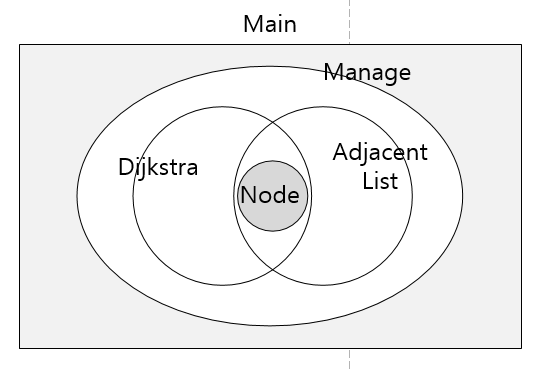 Main
Manage
Dijkstra
Adjacent
List
Node